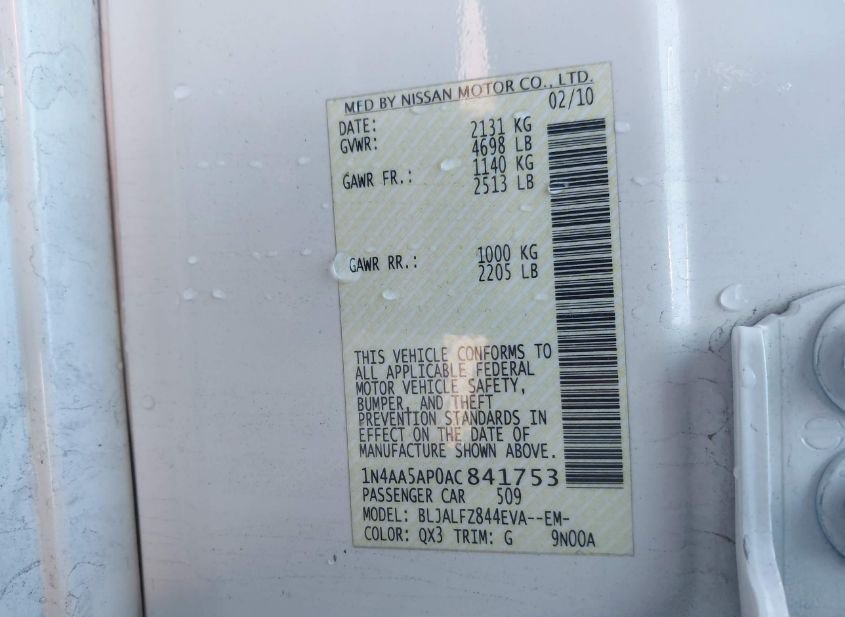 MFD BY NISSAN MOTOR CO., LTD.
DATE: 02/10
GVWR: 2131 KG
4698 LB
GAWR FR.: 1140 KG
2513 LB
GAWR RR.: 1000 KG
2205 LB
THIS VEHICLE CONFORMS TO
ALL APPLICABLE FEDERAL
MOTOR VEHICLE SAFETY,
BUMPER, AND THEFT
PREVENTION STANDARDS IN
EFFECT ON THE DATE OF
MANUFACTURE SHOWN ABOVE.
1N4AA5AP0AC841753
PASSENGER CAR 509
MODEL: BLJALFZ844EVA--EM-
COLOR: QX3 TRIM: G 9N00A